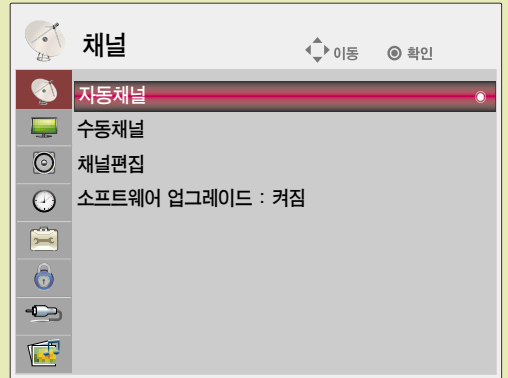 채널 이동 확인
자동채널
수동채널
채널편집
소프트웨어 업그레이드 : 켜짐